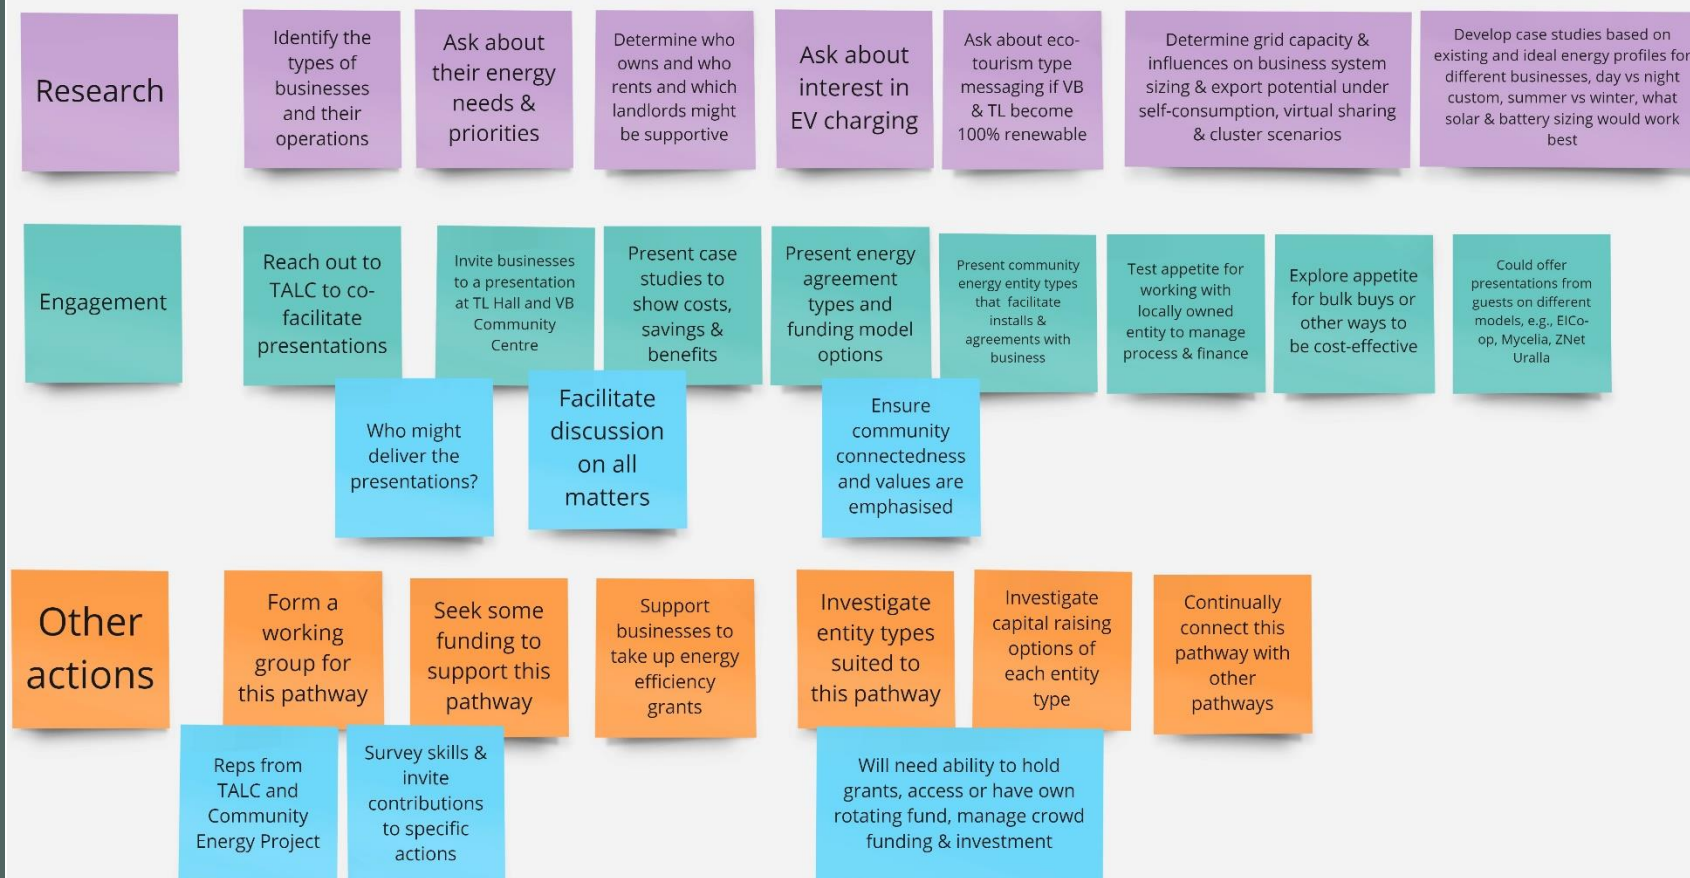 Research
Identify the
types of
businesses
and their
operations
Ask about
their energy
needs &
priorities
Determine who
owns and who
rents and which
landlords might
be supportive
Ask about
interest in
EV charging
Ask about eco-
tourism type
messaging if VB
& TL become
100% renewable
Determine grid capacity &
influences on business system
sizing & export potential under
self-consumption, virtual sharing
& cluster scenarios
Develop case studies based on
existing and ideal energy profiles for
different businesses, day vs night
custom, summer vs winter, what
solar & battery sizing would work
best
Engagement
Reach out to
TALC to co-
facilitate
presentations
Invite businesses
to a presentation
at TL Hall and VB
Community
Centre
Present case
studies to
show costs,
savings &
benefits
Present energy
agreement
types and
funding model
options
Present community
energy entity types
that facilitate
installs &
agreements with
business
Test appetite for
working with
locally owned
entity to manage
process & finance
Explore appetite
for bulk buys or
other ways to
be cost-effective
Could offer
presentations from
guests on different
models, e.g., EICo-
op, Mycelia, ZNet
Uralla
Who might
deliver the
presentations?
Facilitate
discussion
on all
matters
Ensure
community
connectedness
and values are
emphasised
Other
actions
Form a
working
group for
this pathway
Seek some
funding to
support this
pathway
Support
businesses to
take up energy
efficiency
grants
Investigate
entity types
suited to
this pathway
Investigate
capital raising
options of
each entity
type
Continually
connect this
pathway with
other
pathways
Reps from
TALC and
Community
Energy Project
Survey skills &
invite
contributions
to specific
actions
Will need ability to hold
grants, access or have own
rotating fund, manage crowd
funding & investment